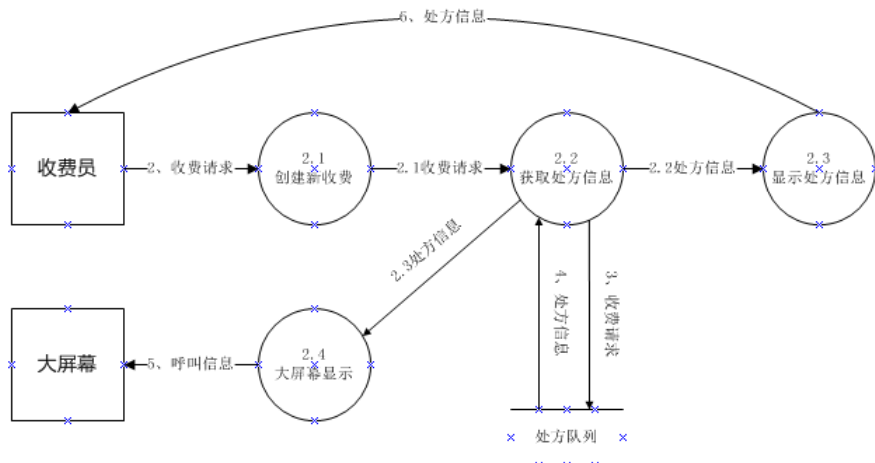 6、处方信息
收费员
2、收费请求
2.1
创建新收费
2.1收费请求
2.2
获取处方信息
2.2处方信息
2.3
显示处方信息
2.3处方信息
4、处方信息
3、收费请求
大屏幕
5、呼叫信息
2.4
大屏幕显示
处方队列